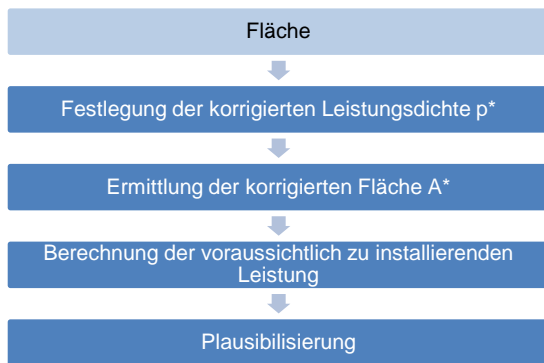 Fläche
Festlegung der korrigierten Leistungsdichte p*
Ermittlung der korrigierten Fläche A*
Berechnung der voraussichtlich zu installierenden
Leistung
Plausibilisierung